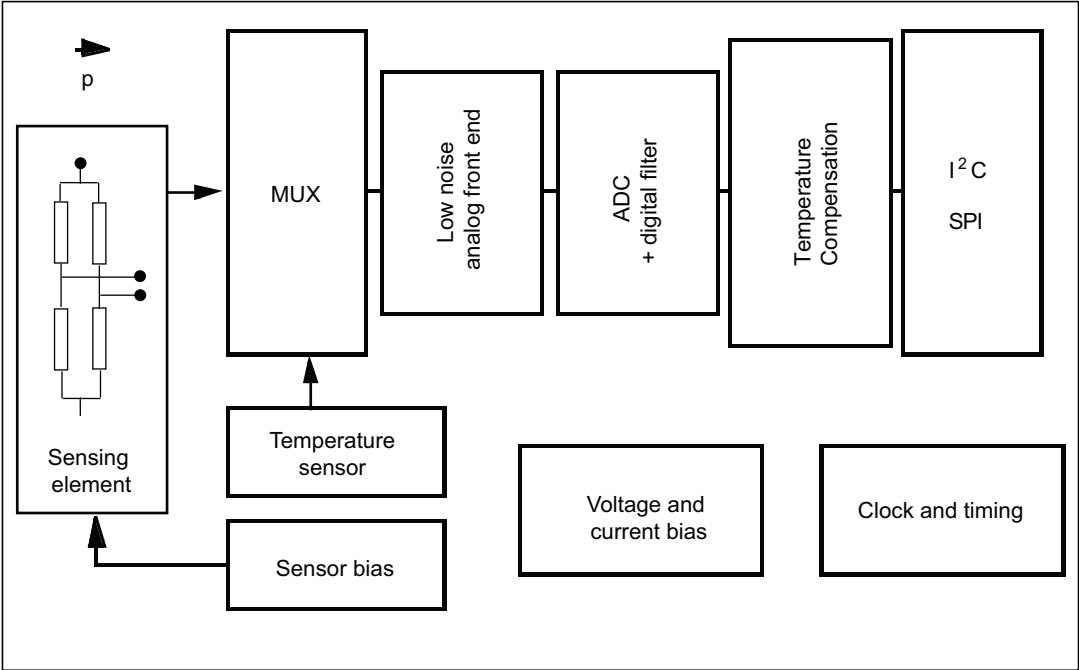 p
Sensing
element
MUX
Low noise
analog front end
ADC
+ digital filter
Temperature
Compensation
I²C
SPI
Temperature
sensor
Sensor bias
Voltage and
current bias
Clock and timing